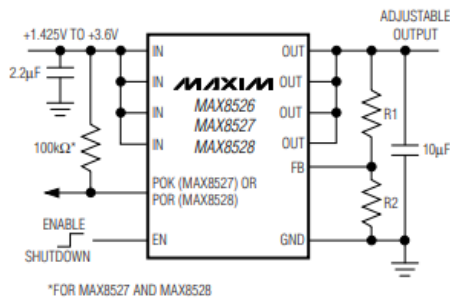 +1.425V TO +3.6V
ADJUSTABLE
OUTPUT
IN
OUT
2.2µF
MAXIM
IN
OUT
MAX8526
IN
MAX8527
OUT
R1
100kΩ*
IN
MAX8528
OUT
10µF
FB
POK (MAX8527) OR
POR (MAX8528)
R2
ENABLE
EN
GND
SHUTDOWN
*FOR MAX8527 AND MAX8528